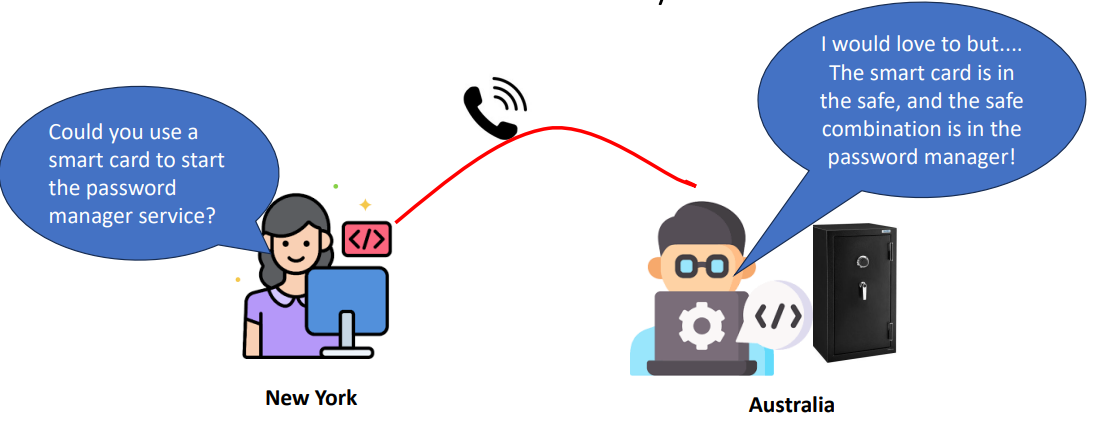 Could you use a
smart card to start
the password
manager service?
I would love to but....
The smart card is in
the safe, and the safe
combination is in the
password manager!
</>
</>
New York
Australia